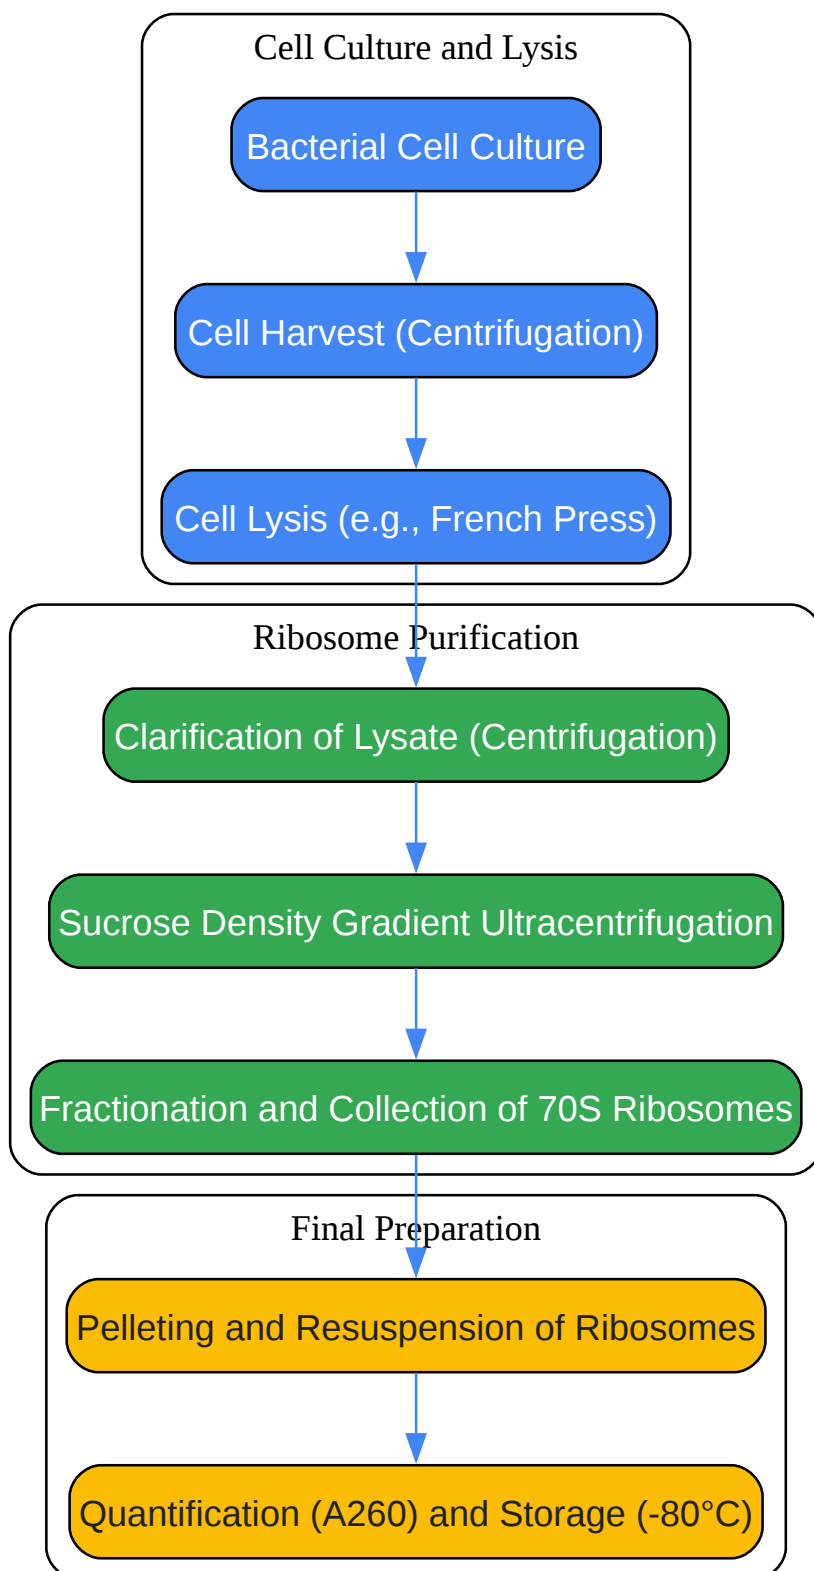 Cell Culture and Lysis
Bacterial Cell Culture
Cell Harvest (Centrifugation)
Cell Lysis (e.g., French Press)
Ribosome Purification
Clarification of Lysate (Centrifugation)
Sucrose Density Gradient Ultracentrifugation
Fractionation and Collection of 70S Ribosomes
Final Preparation
Pelleting and Resuspension of Ribosomes
Quantification (A260) and Storage (-80°C)